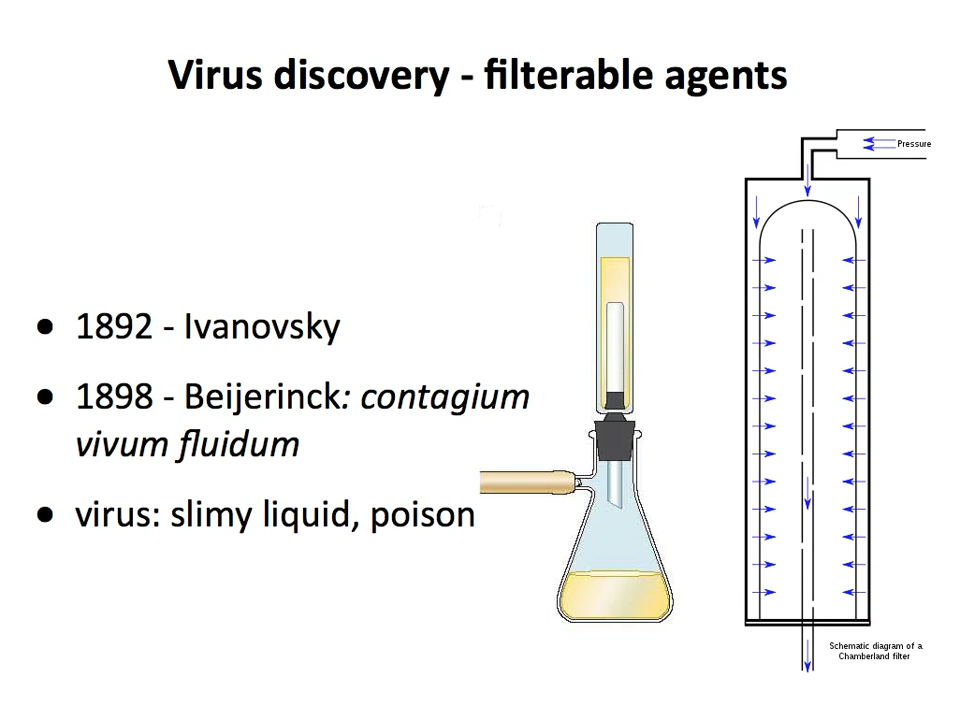 Virus discovery - filterable agents
Pressure
● 1892 - Ivanovsky
● 1898 - Beijerinck: contagium
vivum fluidum
● virus: slimy liquid, poison
Schematic diagram of a
Chamberland filter